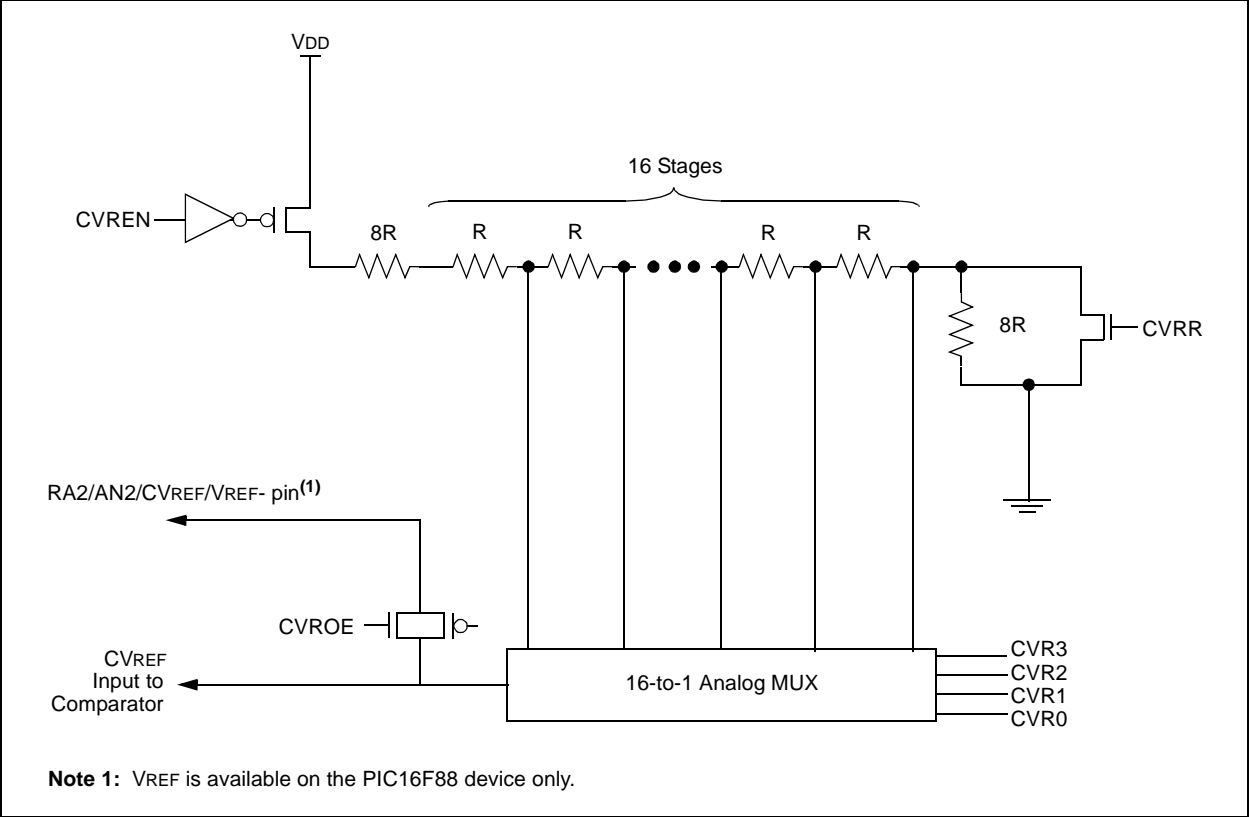 VDD
16 Stages
CVREN
8R
R
R
R
R
8R
CVRR
RA2/AN2/CVREF/VREF- pin(1)
CVROE
CVREF
Input to
Comparator
16-to-1 Analog MUX
CVR3
CVR2
CVR1
CVR0
Note 1: VREF is available on the PIC16F88 device only.